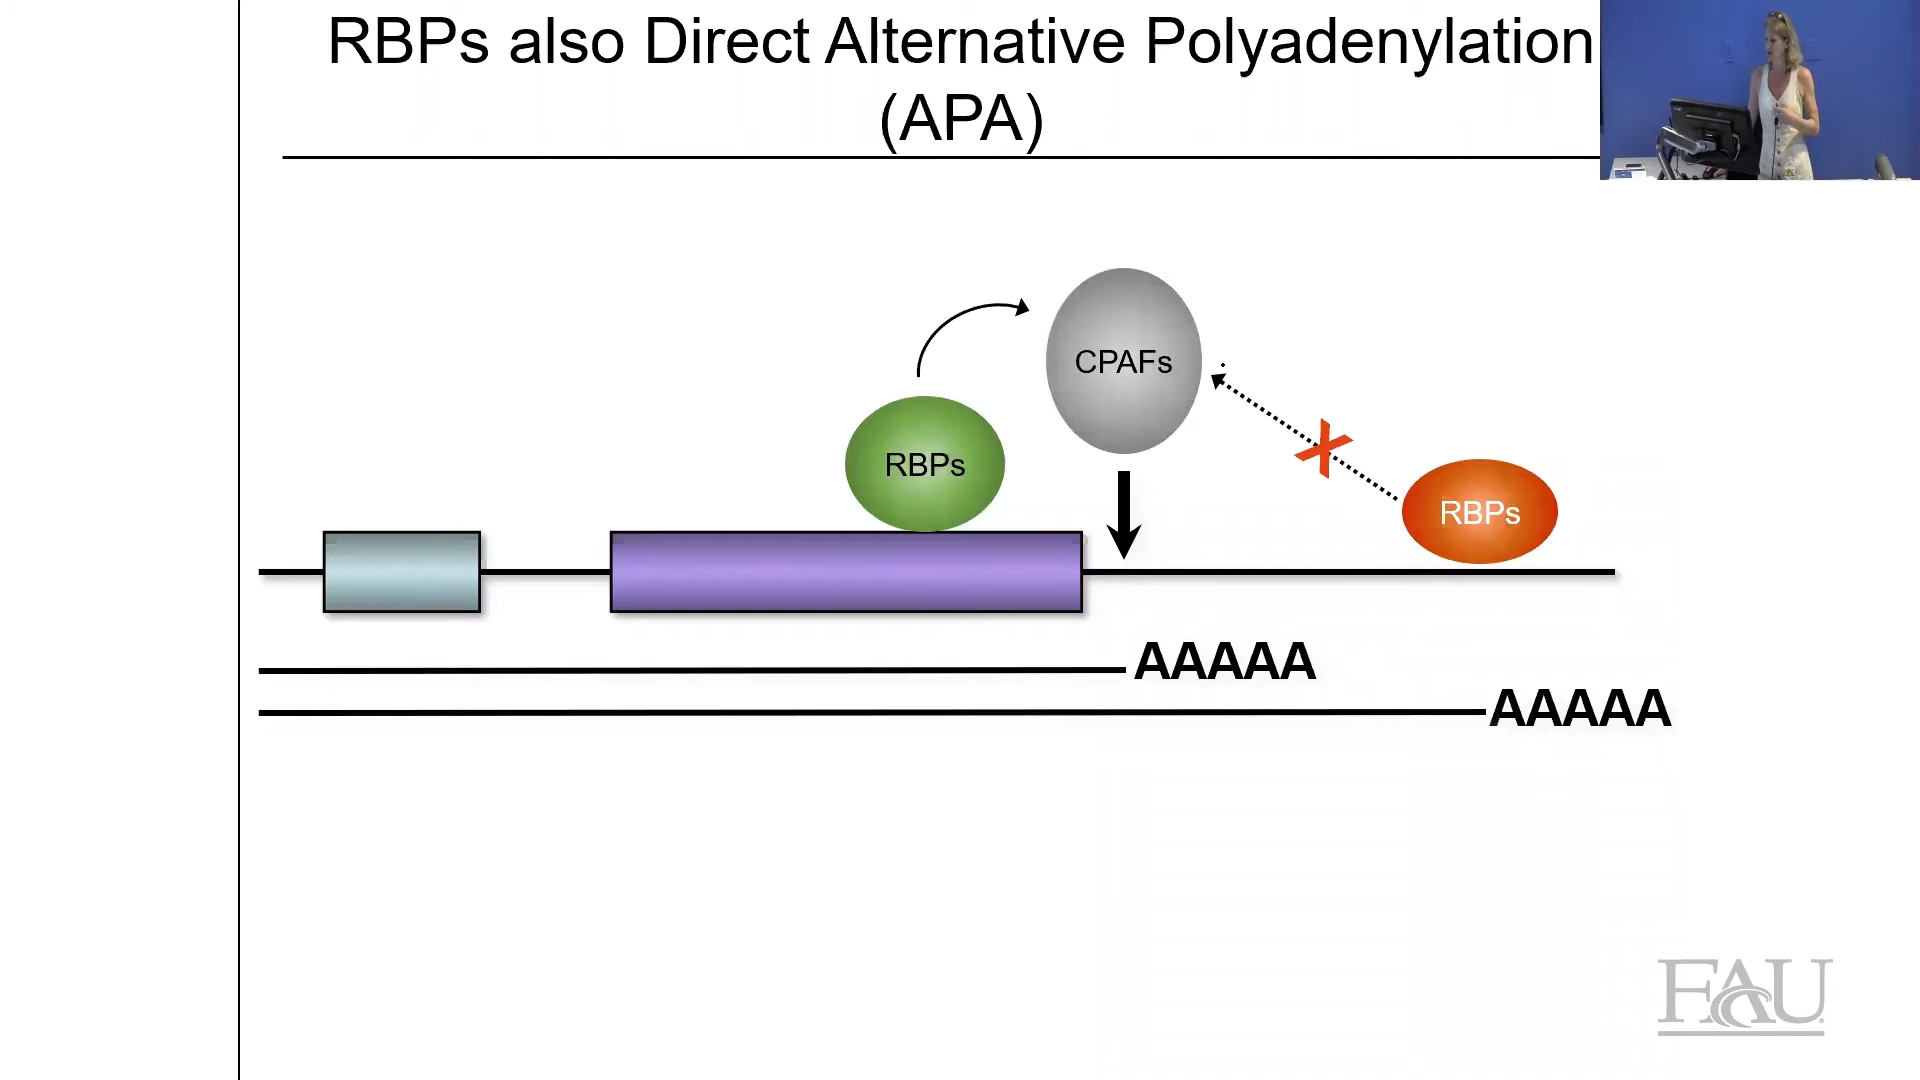 RBPs also Direct Alternative Polyadenylation
(APA)
CPAFs
RBPs
X
RBPs
AAAAA
AAAAA
FAU